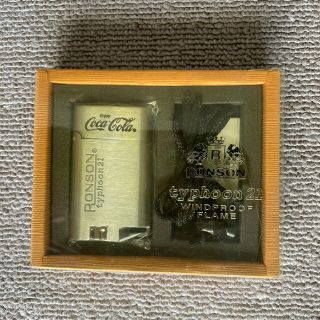 Enjoy
Coca-Cola
RONSON®
typhoon 21
R
RONSON
typhoon 21
WINDPROOF
FLAME